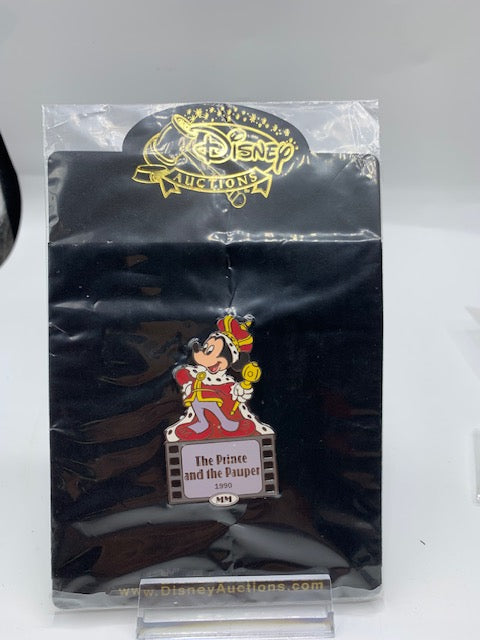 Disney
AUCTIONS
The Prince
and the Pauper
1990
MM
www.DisneyAuctions.com